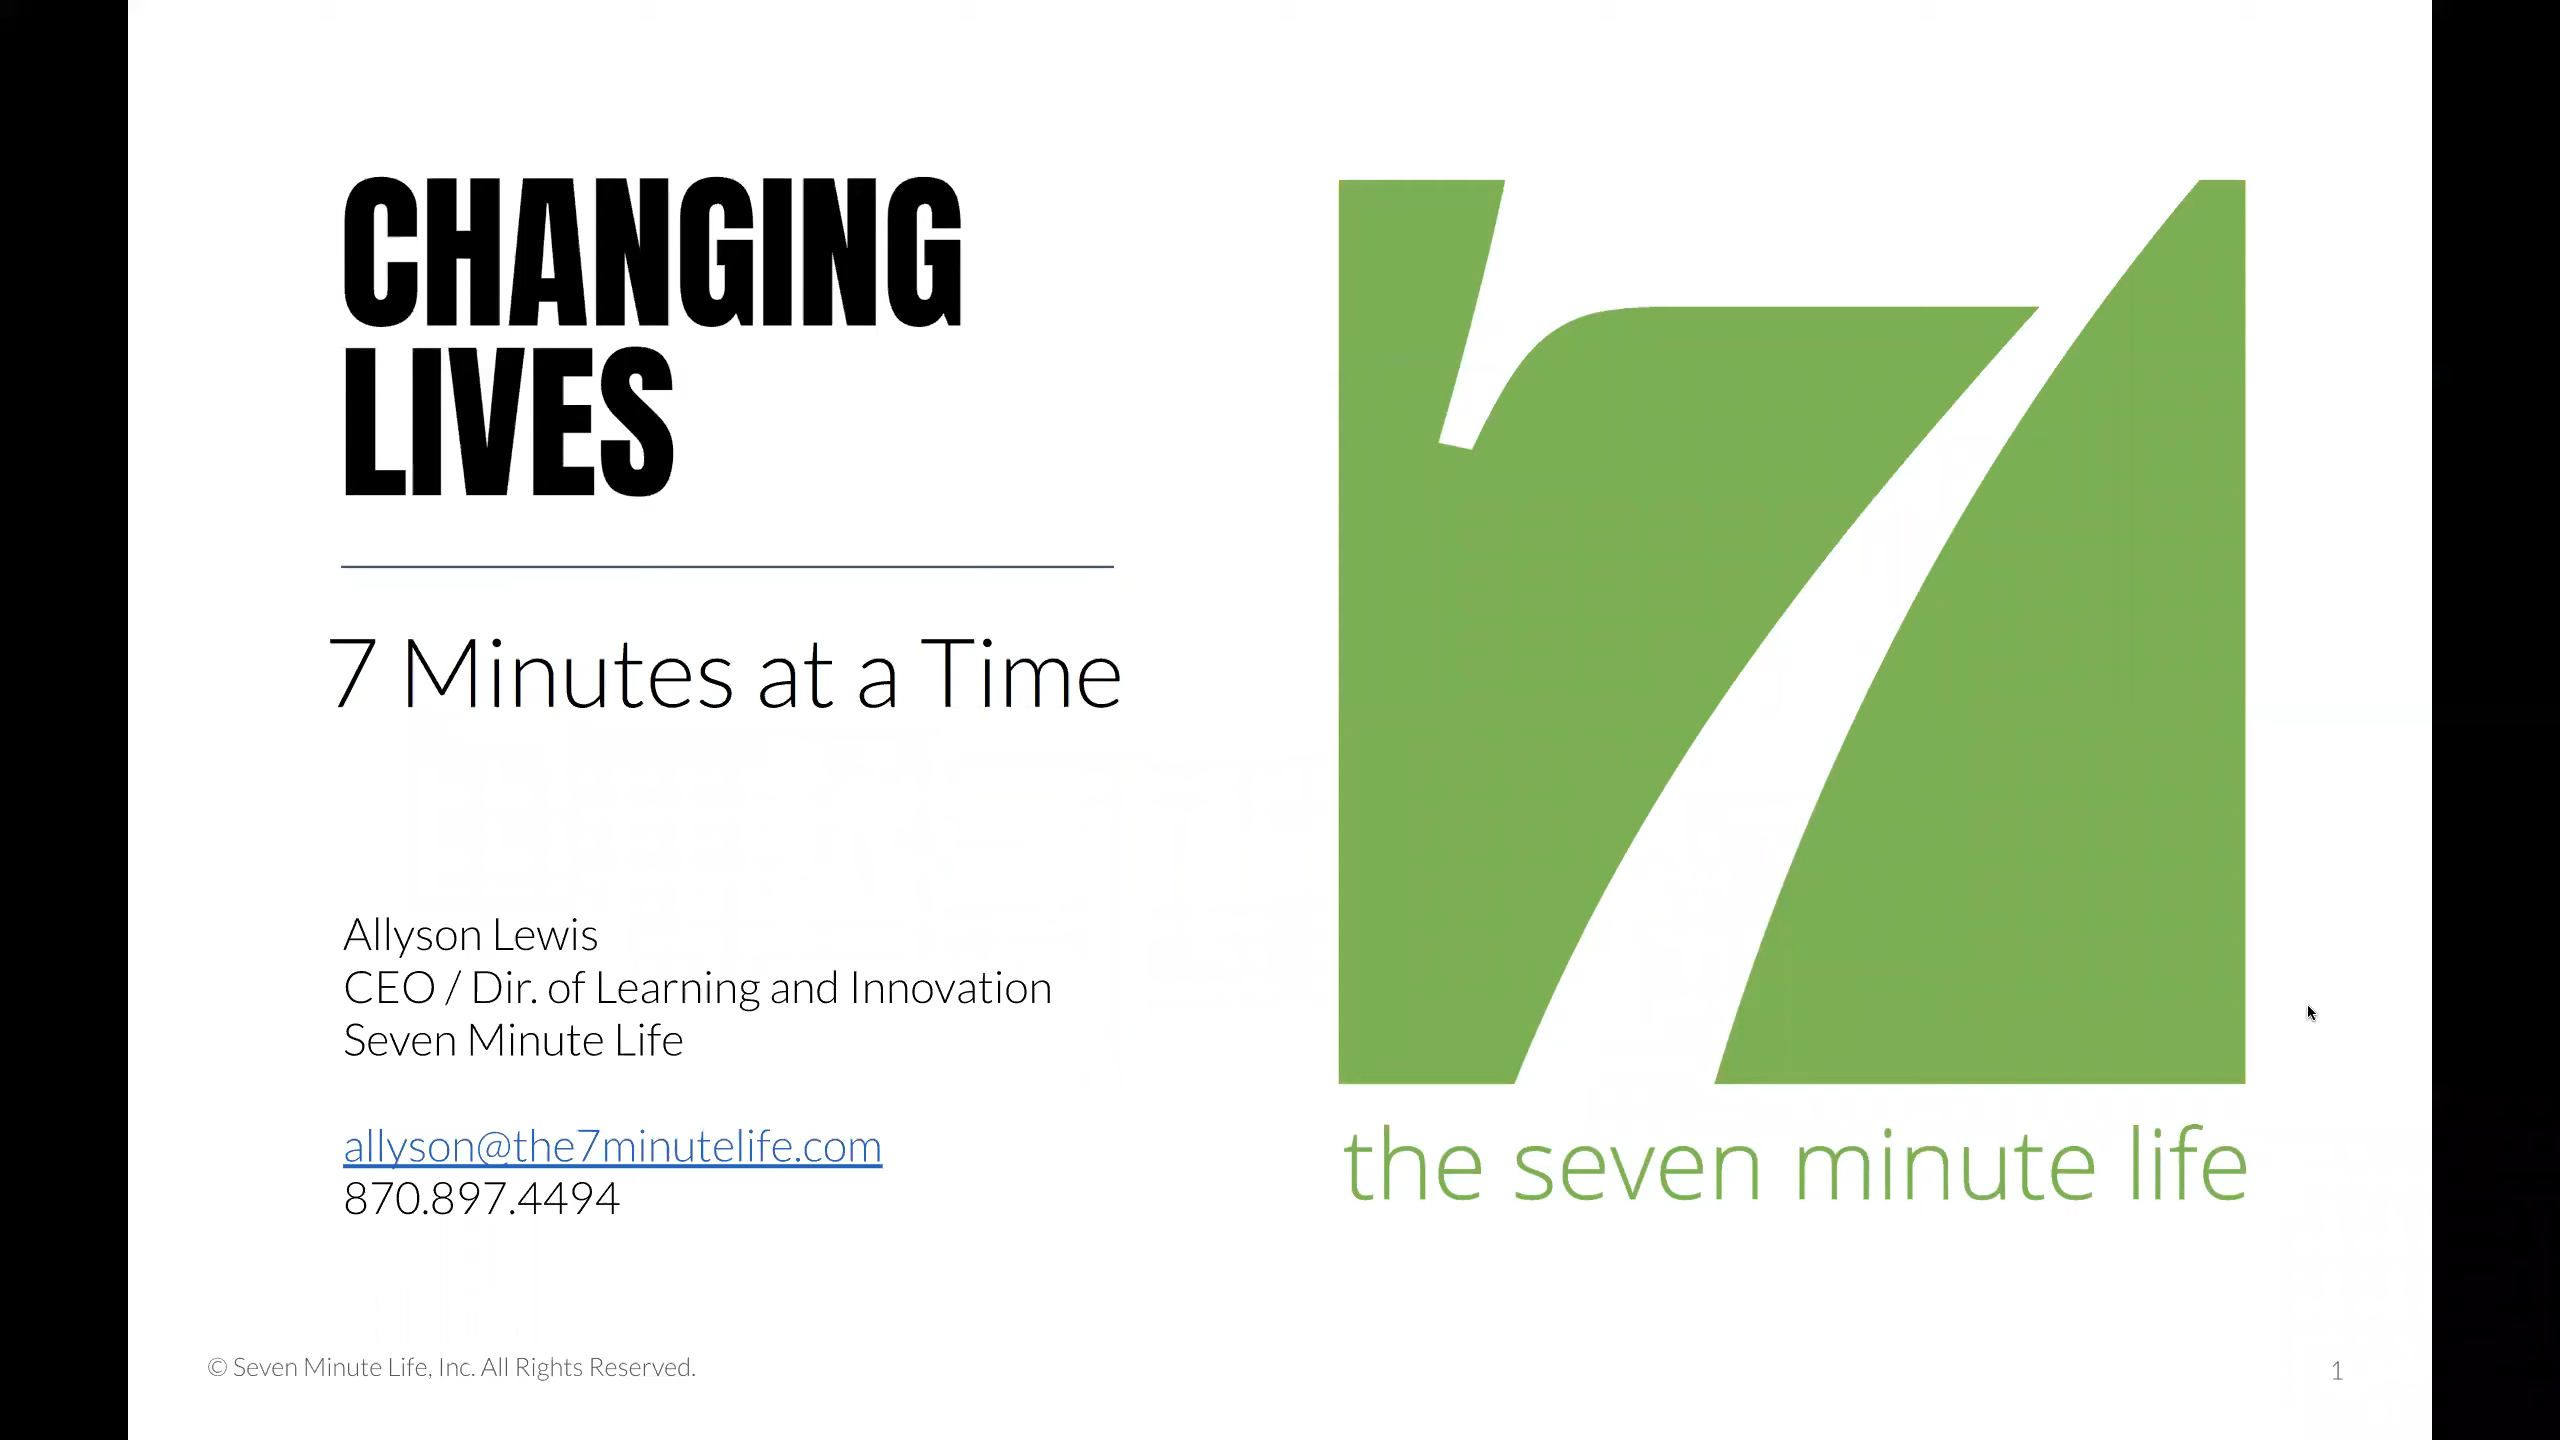 CHANGING
LIVES
7 Minutes at a Time
Allyson Lewis
CEO / Dir. of Learning and Innovation
Seven Minute Life
allyson@the7minutelife.com
870.897.4494
7
the seven minute life
© Seven Minute Life, Inc. All Rights Reserved.
1